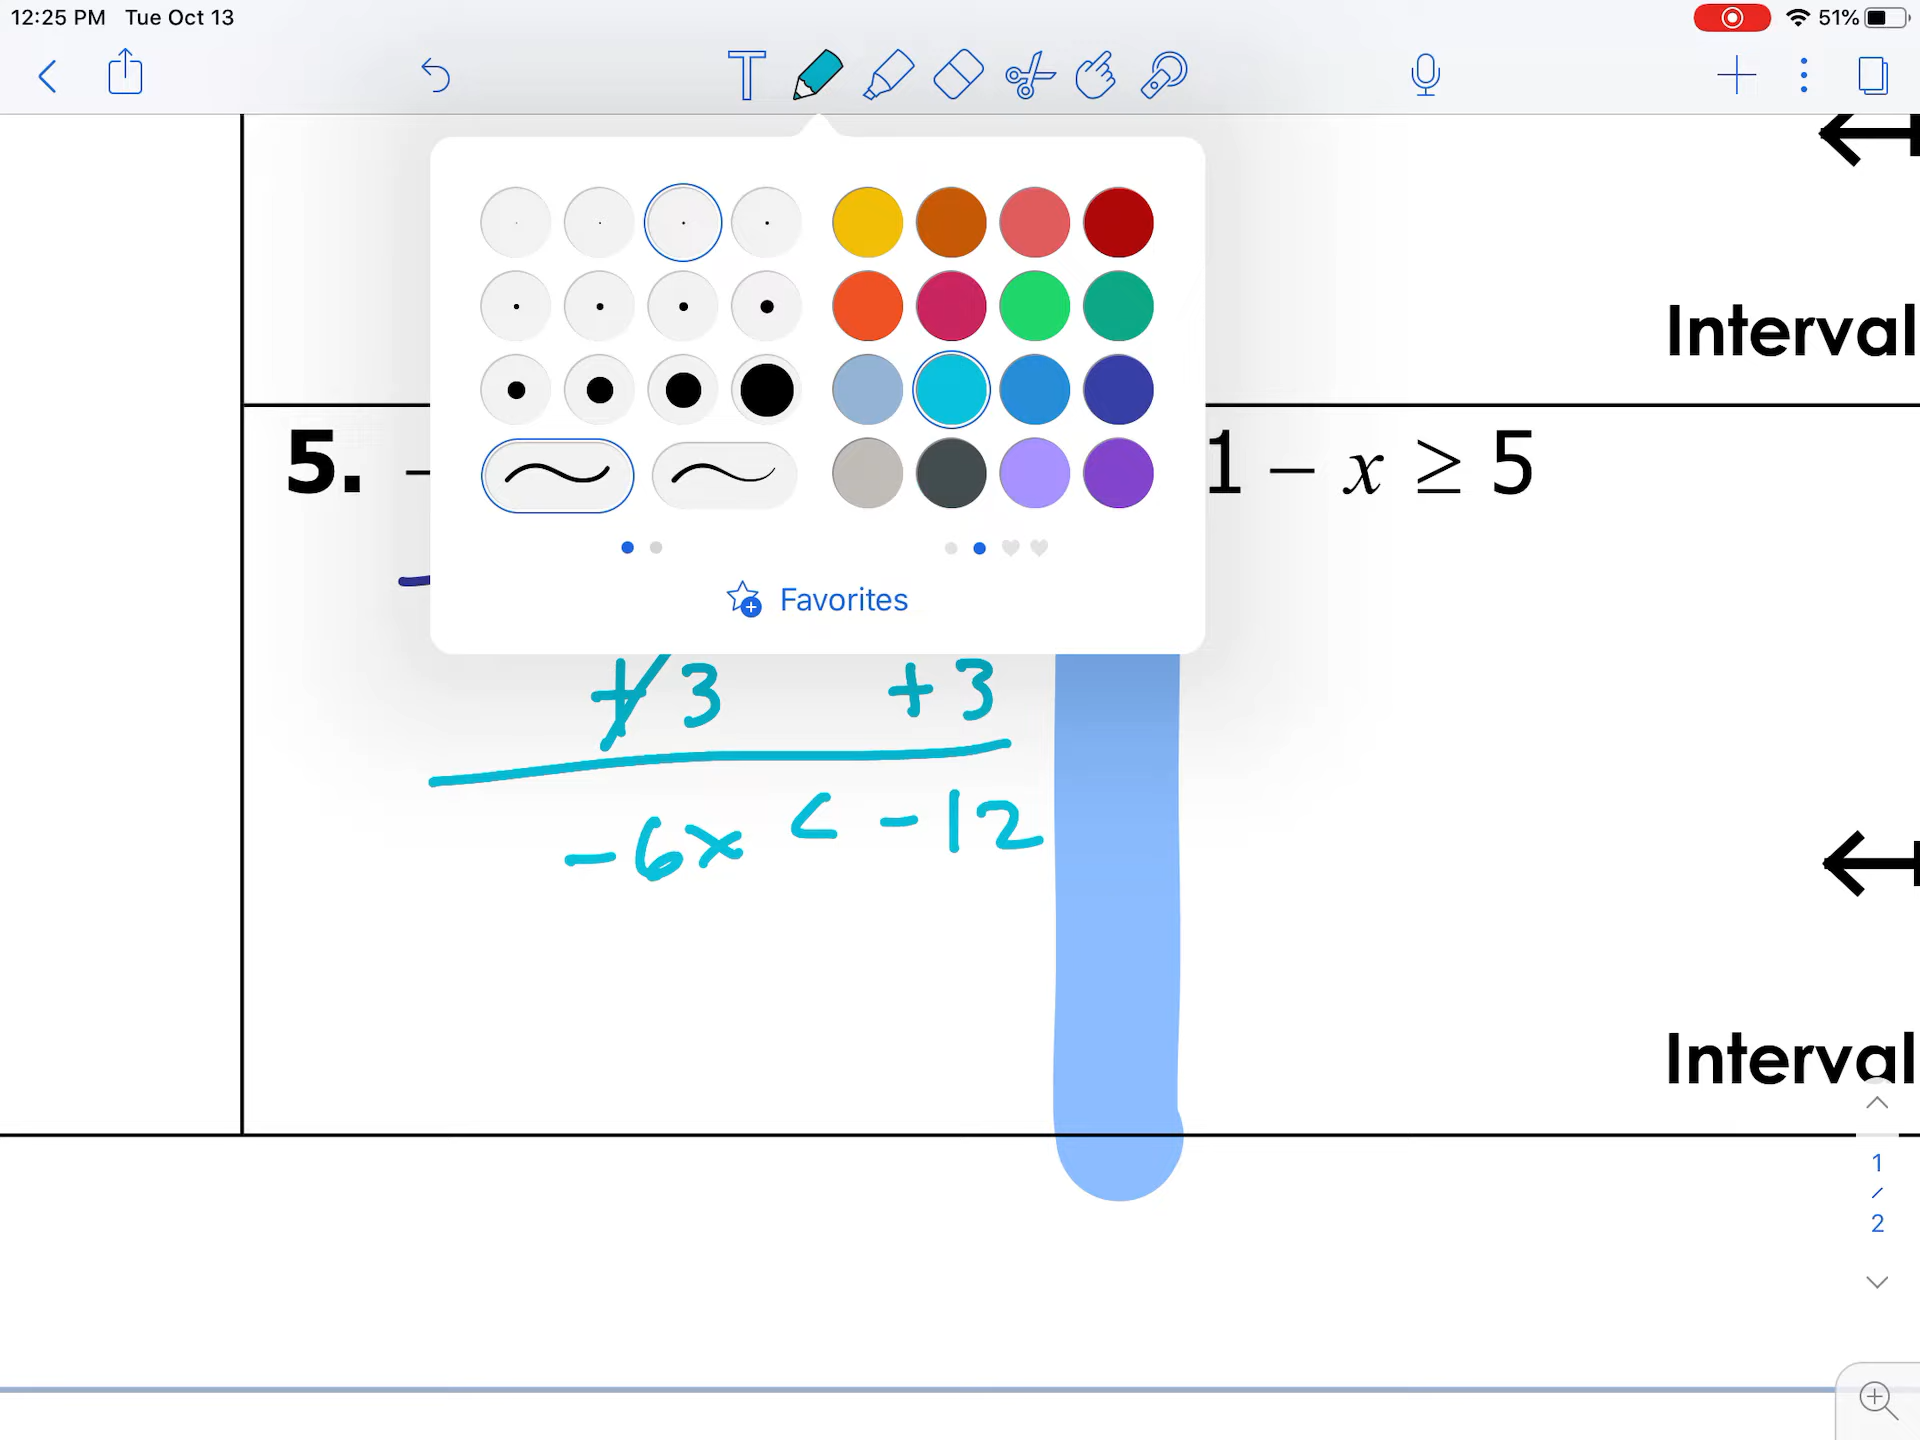 12:25 PM Tue Oct 13
51%
T
Interval
5. – 1 – x ≥ 5
Favorites
+ 3 + 3
-6x < -12
Interval
1
/
2